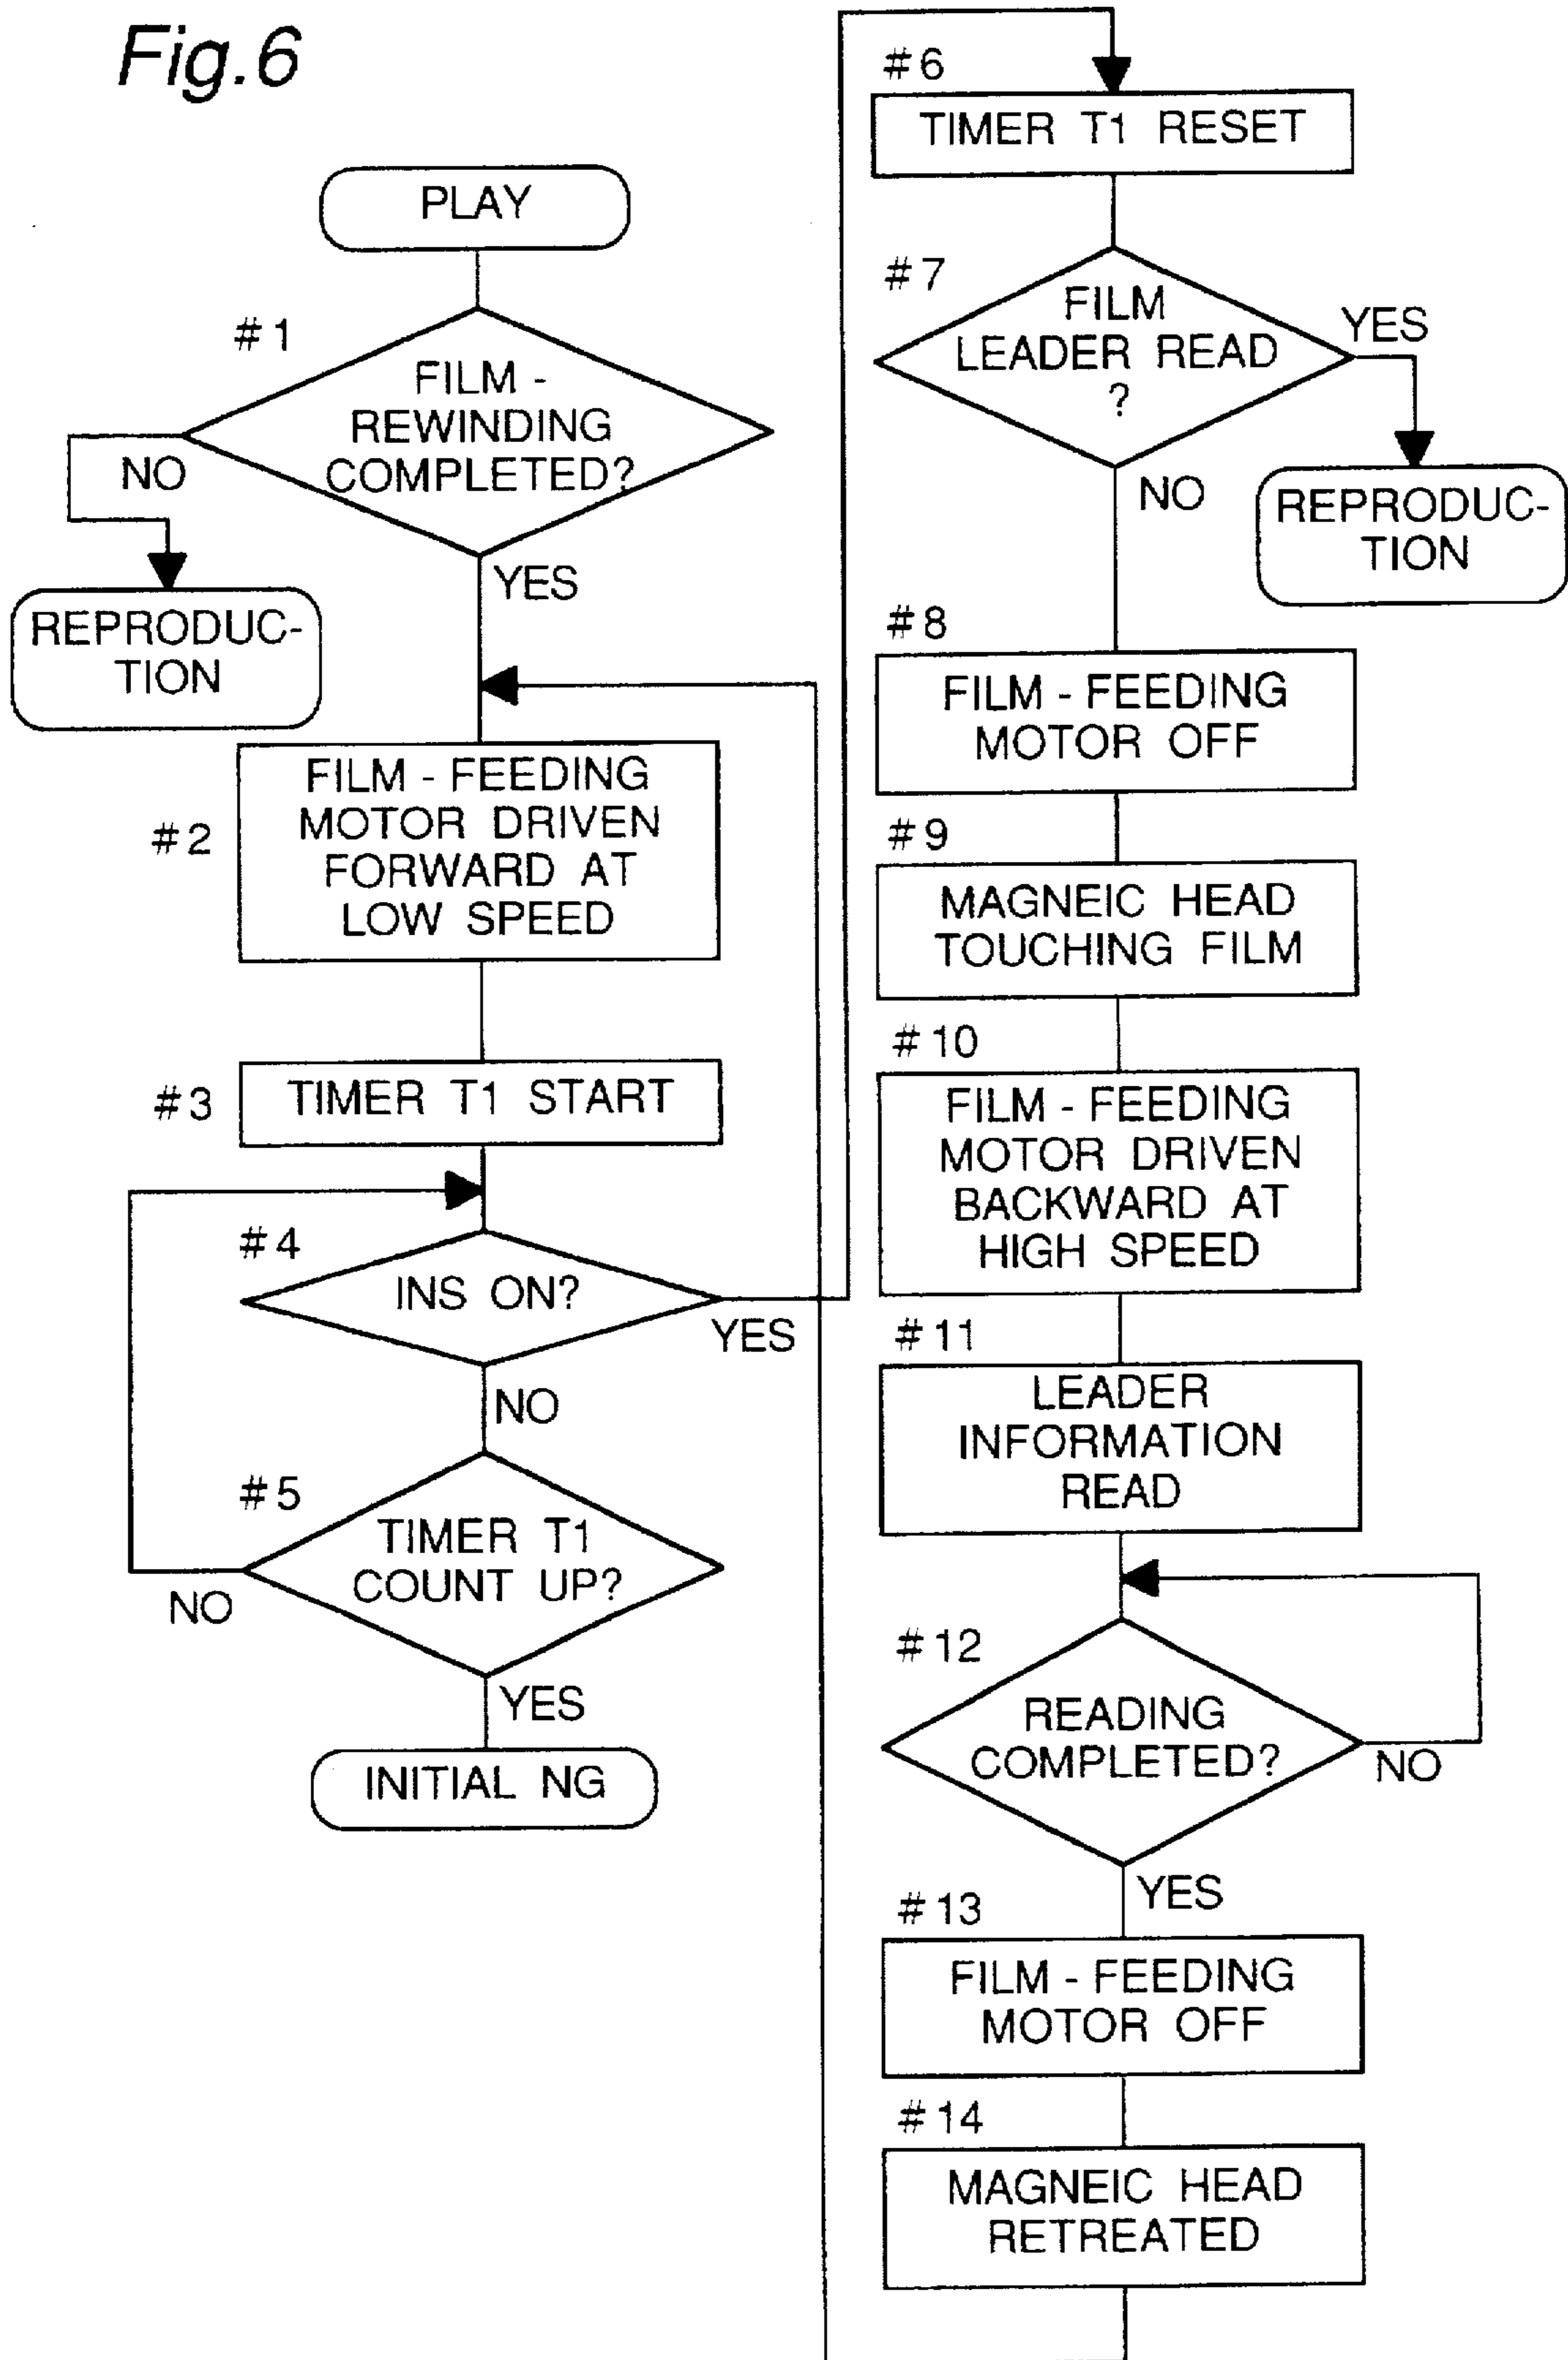 Fig.6
PLAY
#1
FILM -
REWINDING
COMPLETED?
NO
YES
REPRODUC-
TION
#2
FILM - FEEDING
MOTOR DRIVEN
FORWARD AT
LOW SPEED
#3
TIMER T1 START
#4
INS ON?
YES
NO
#5
TIMER T1
COUNT UP?
NO
YES
INITIAL NG
#6
TIMER T1 RESET
#7
FILM
LEADER READ
?
YES
NO
REPRODUC-
TION
#8
FILM - FEEDING
MOTOR OFF
#9
MAGNEIC HEAD
TOUCHING FILM
#10
FILM - FEEDING
MOTOR DRIVEN
BACKWARD AT
HIGH SPEED
#11
LEADER
INFORMATION
READ
#12
READING
COMPLETED?
NO
YES
#13
FILM - FEEDING
MOTOR OFF
#14
MAGNEIC HEAD
RETREATED